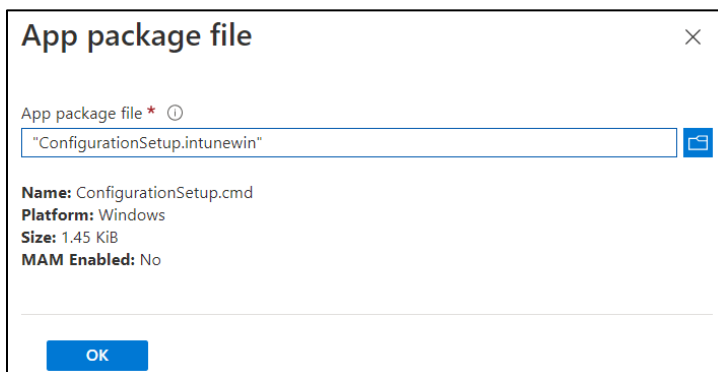 App package file
App package file *
"ConfigurationSetup.intunewin"
Name: ConfigurationSetup.cmd
Platform: Windows
Size: 1.45 KiB
MAM Enabled: No
OK